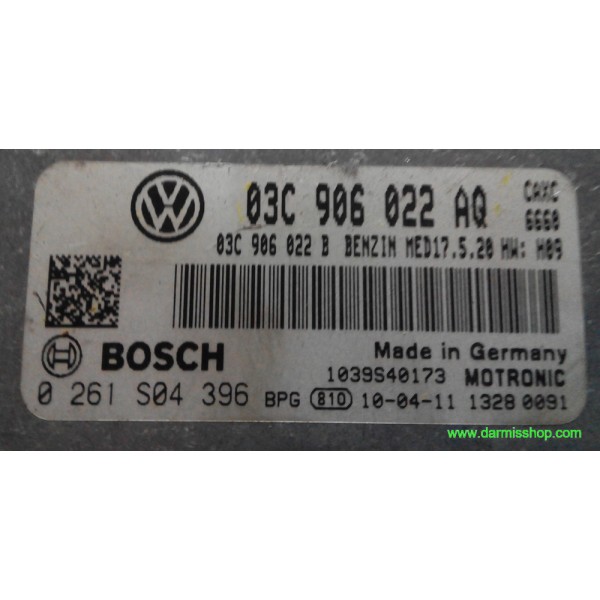 03C 906 022 AQ CAXC
6660
03C 906 022 B BENZIN MED17.5.20 HW: H09
BOSCH Made in Germany
1039S40173 MOTRONIC
0 261 S04 396 BPG 810 10-04-11 1328 0091
www.darmisshop.com